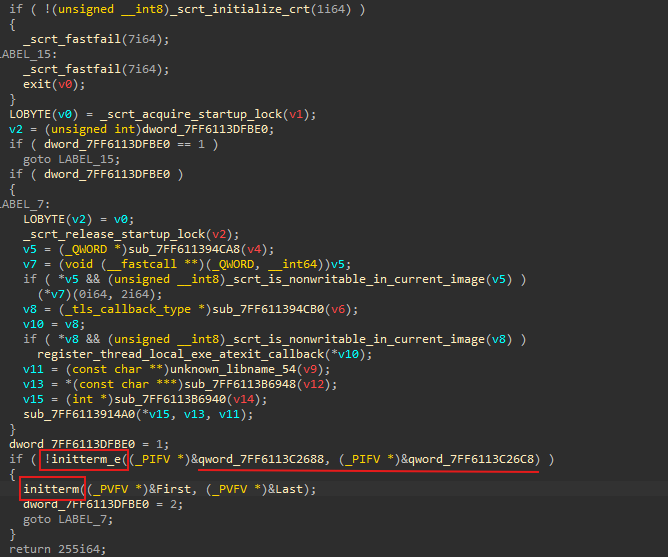 if ( !(unsigned __int8)_scrt_initialize_crt(1i64) )
{
_scrt_fastfail(7i64);
LABEL_15:
_scrt_fastfail(7i64);
exit(v0);
}
LOBYTE(v0) = _scrt_acquire_startup_lock(v1);
v2 = (unsigned int)dword_7FF6113DFBE0;
if ( dword_7FF6113DFBE0 == 1 )
goto LABEL_15;
if ( dword_7FF6113DFBE0 )
{
LABEL_7:
LOBYTE(v2) = v0;
_scrt_release_startup_lock(v2);
v5 = (_QWORD *)sub_7FF611394CA8(v4);
v7 = (void (__fastcall **)(_QWORD, __int64))v5;
if ( *v5 && (unsigned __int8)_scrt_is_nonwritable_in_current_image(v5) )
(*v7)(0i64, 2i64);
v8 = (_tls_callback_type *)sub_7FF611394CB0(v6);
v10 = v8;
if ( *v8 && (unsigned __int8)_scrt_is_nonwritable_in_current_image(v8) )
register_thread_local_exe_atexit_callback(*v10);
v11 = (const char **)unknown_libname_54(v9);
v13 = *(const char ***)sub_7FF6113B6948(v12);
v15 = (int *)sub_7FF6113B6940(v14);
sub_7FF6113914A0(*v15, v13, v11);
}
dword_7FF6113DFBE0 = 1;
if ( !initterm_e((_PIFV *)&qword_7FF6113C2688, (_PIFV *)&qword_7FF6113C26C8) )
{
initterm((_PVFV *)&First, (_PVFV *)&Last);
dword_7FF6113DFBE0 = 2;
goto LABEL_7;
}
return 255i64;